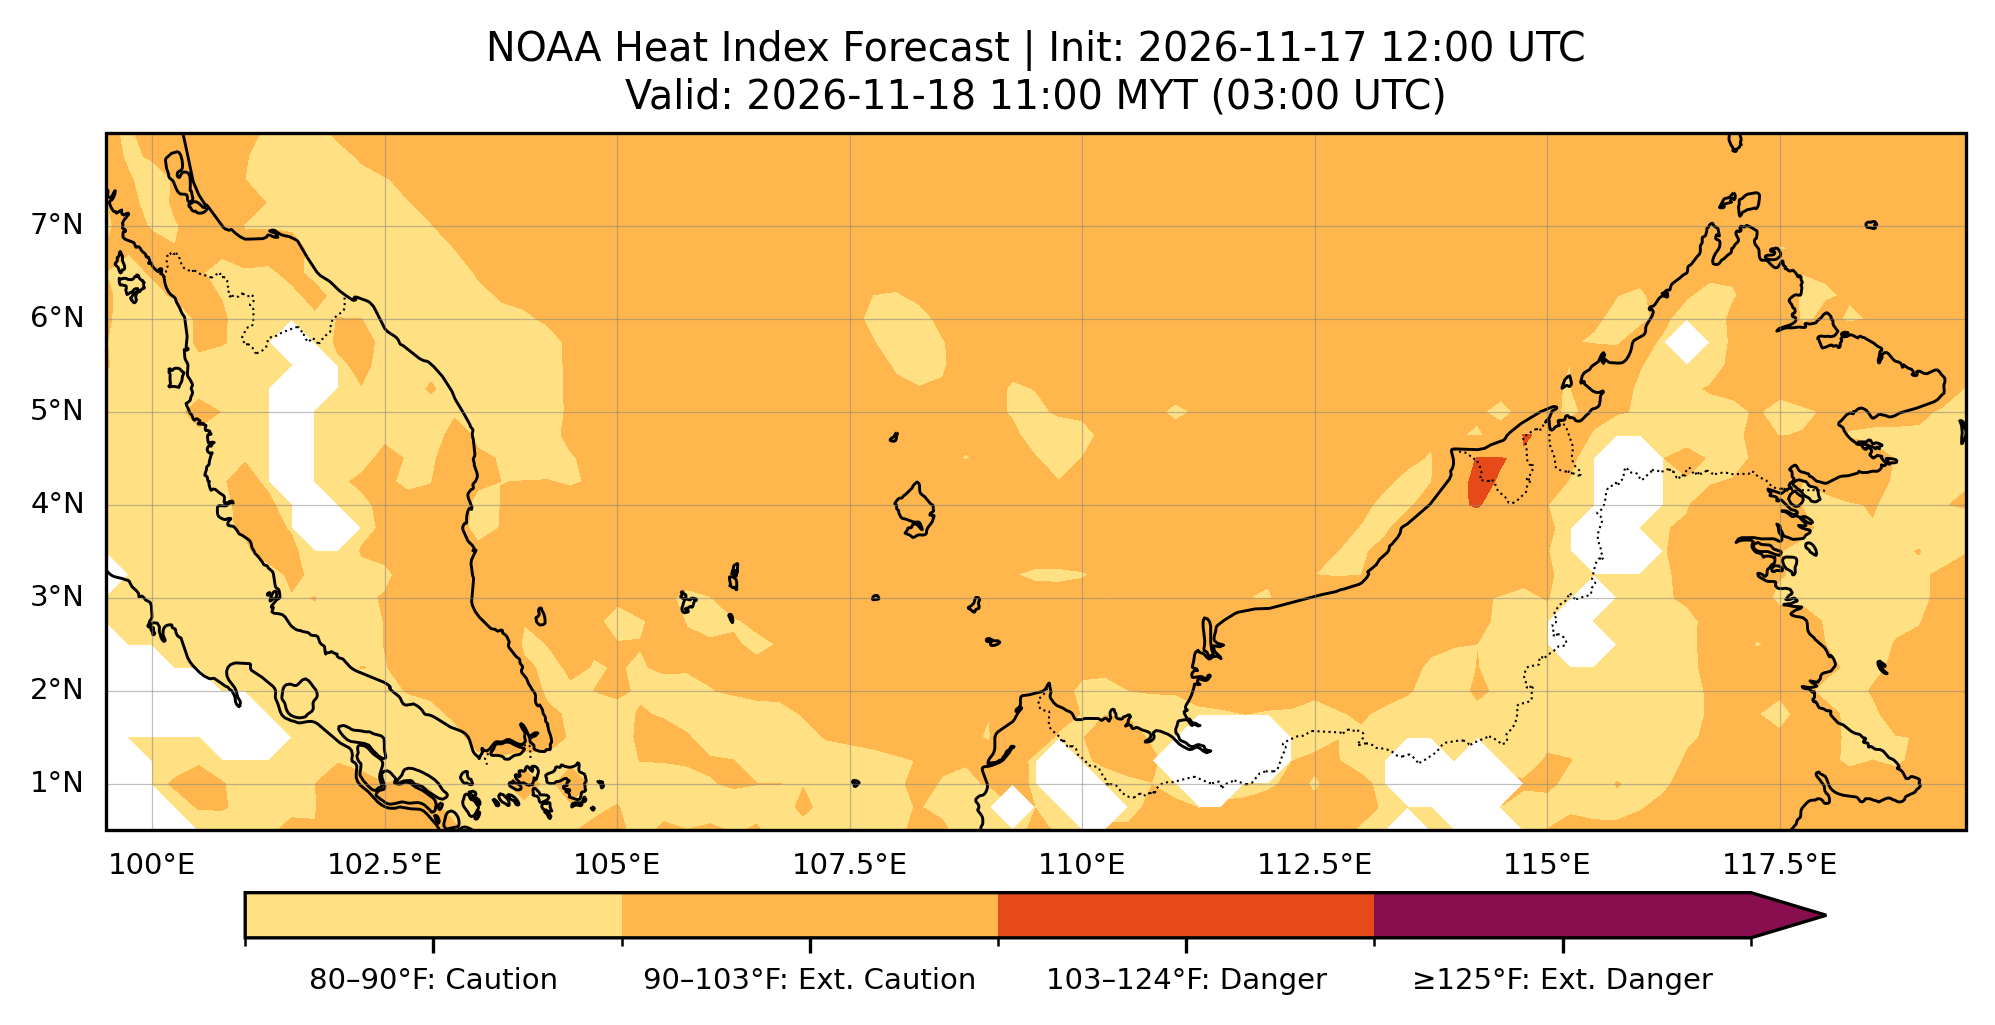 NOAA Heat Index Forecast | Init: 2026-11-17 12:00 UTC
Valid: 2026-11-18 11:00 MYT (03:00 UTC)
7°N
6°N
5°N
4°N
3°N
2°N
1°N
100°E 102.5°E 105°E 107.5°E 110°E 112.5°E 115°E 117.5°E
80–90°F: Caution 90–103°F: Ext. Caution 103–124°F: Danger ≥125°F: Ext. Danger